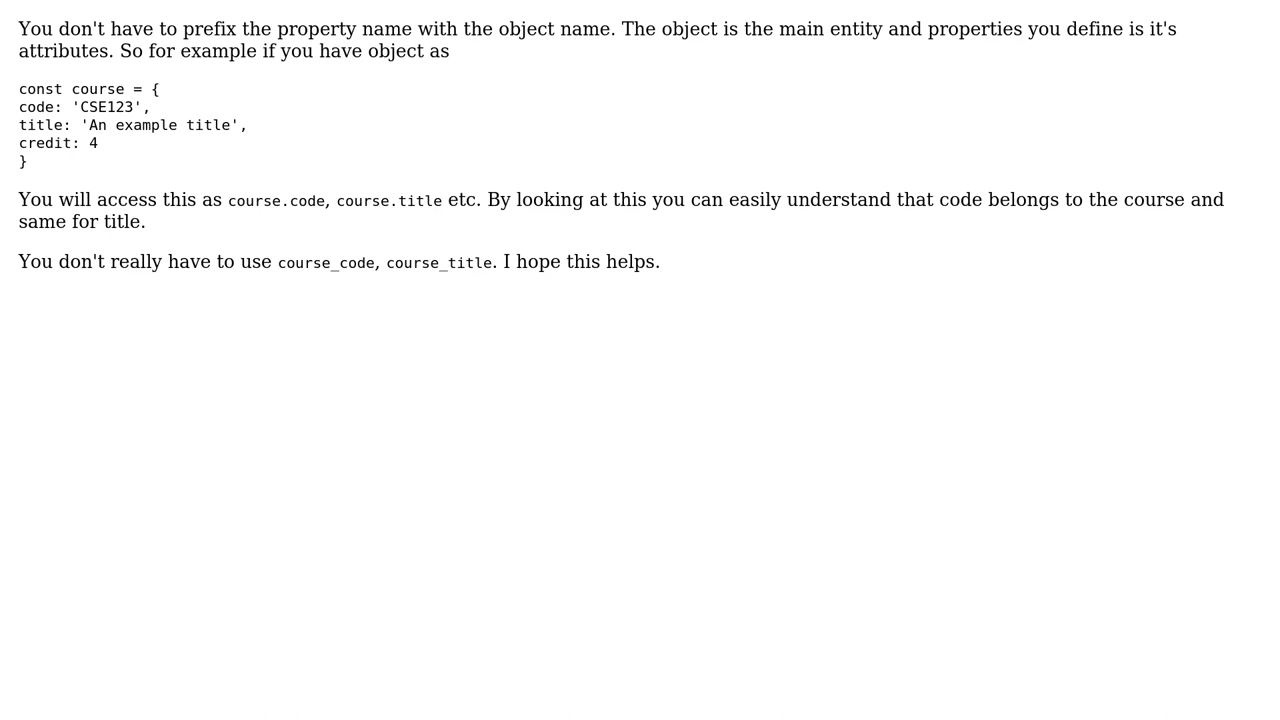 You don't have to prefix the property name with the object name. The object is the main entity and properties you define is it's
attributes. So for example if you have object as
const course = {
code: 'CSE123',
title: 'An example title',
credit: 4
}
You will access this as course.code, course.title etc. By looking at this you can easily understand that code belongs to the course and
same for title.
You don't really have to use course_code, course_title. I hope this helps.